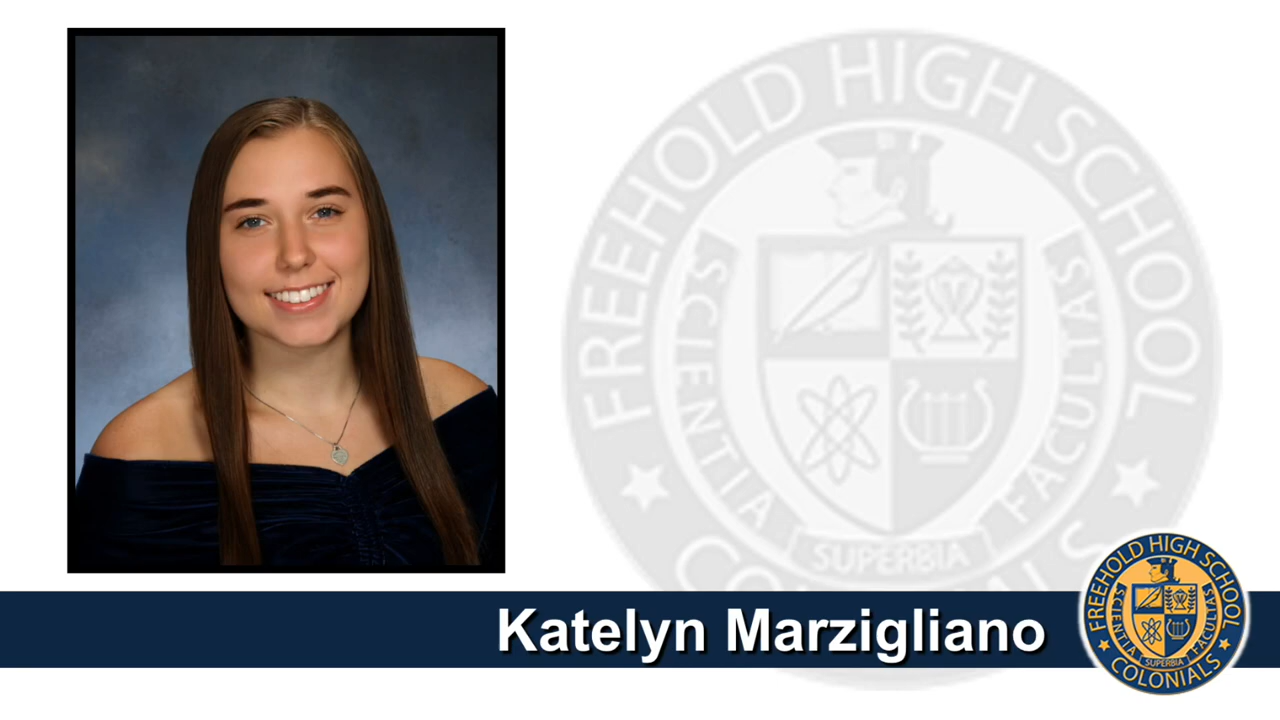 FREEHOLD HIGH SCHOOL
SCIENTIA
FACULTAS
SUPERBIA
COLONIALS
Katelyn Marzigliano
FREEHOLD HIGH SCHOOL
SCIENTIA
FACULTAS
SUPERBIA
COLONIALS